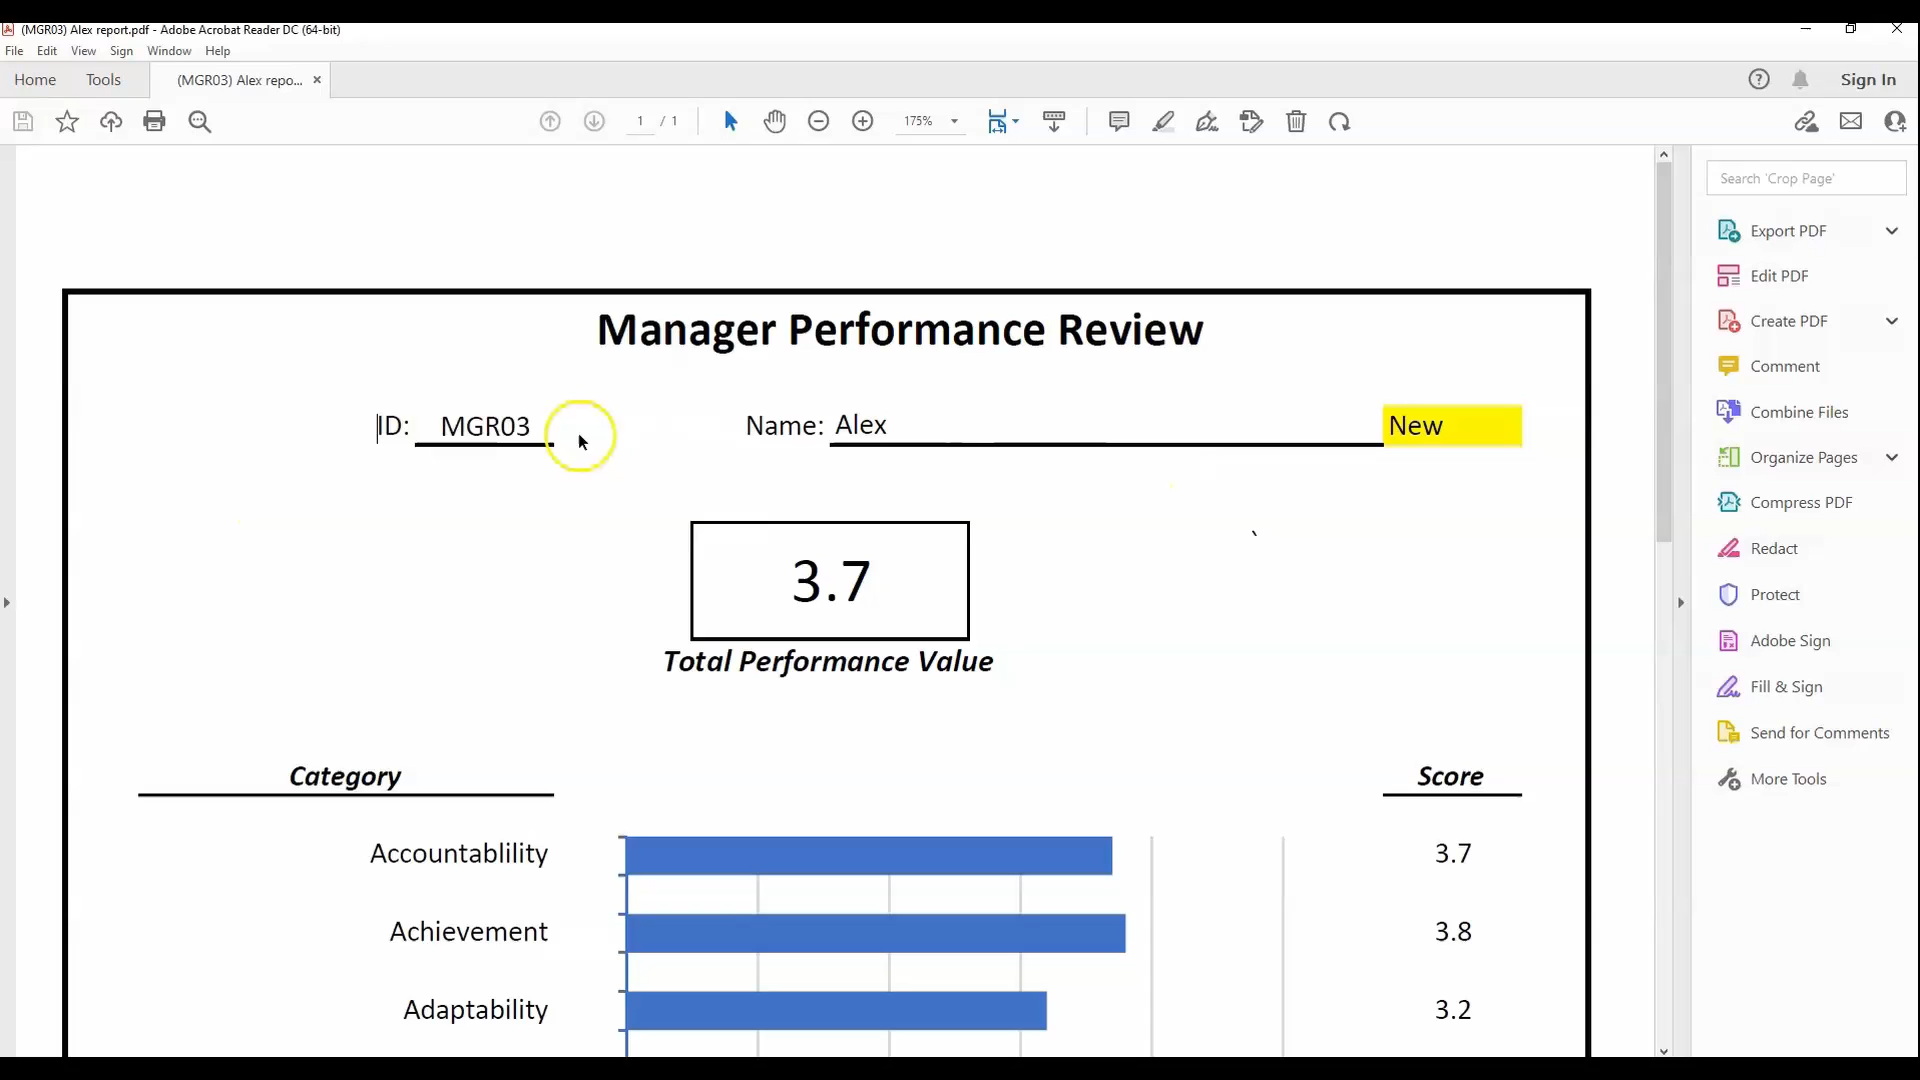 (MGR03) Alex report.pdf - Adobe Acrobat Reader DC (64-bit)
File Edit View Sign Window Help
Home Tools (MGR03) Alex repo... × Sign In
1 / 1 175%
Search 'Crop Page'
Export PDF
Edit PDF
Create PDF
Comment
Combine Files
Organize Pages
Compress PDF
Redact
Protect
Adobe Sign
Fill & Sign
Send for Comments
More Tools
Manager Performance Review
ID: MGR03 Name: Alex New
3.7
Total Performance Value
Category Score
Accountablility 3.7
Achievement 3.8
Adaptability 3.2